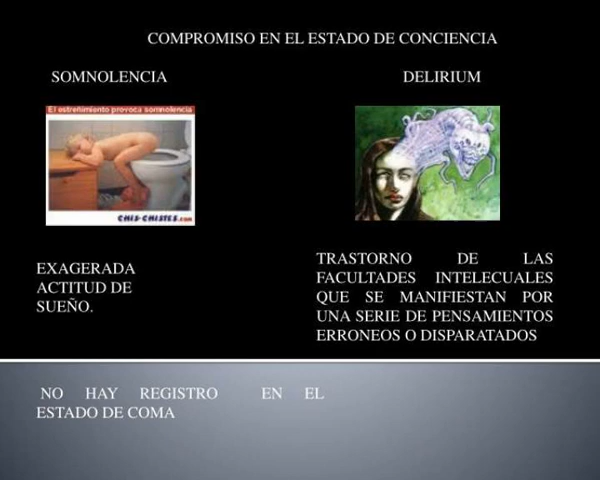 COMPROMISO EN EL ESTADO DE CONCIENCIA
SOMNOLENCIA
DELIRIUM
El estreñimiento provoca somnolencia
CHIS-CHISTES.com
EXAGERADA
ACTITUD DE
SUEÑO.
TRASTORNO DE LAS
FACULTADES INTELECUALES
QUE SE MANIFIESTAN POR
UNA SERIE DE PENSAMIENTOS
ERRONEOS O DISPARATADOS
NO HAY REGISTRO EN EL
ESTADO DE COMA